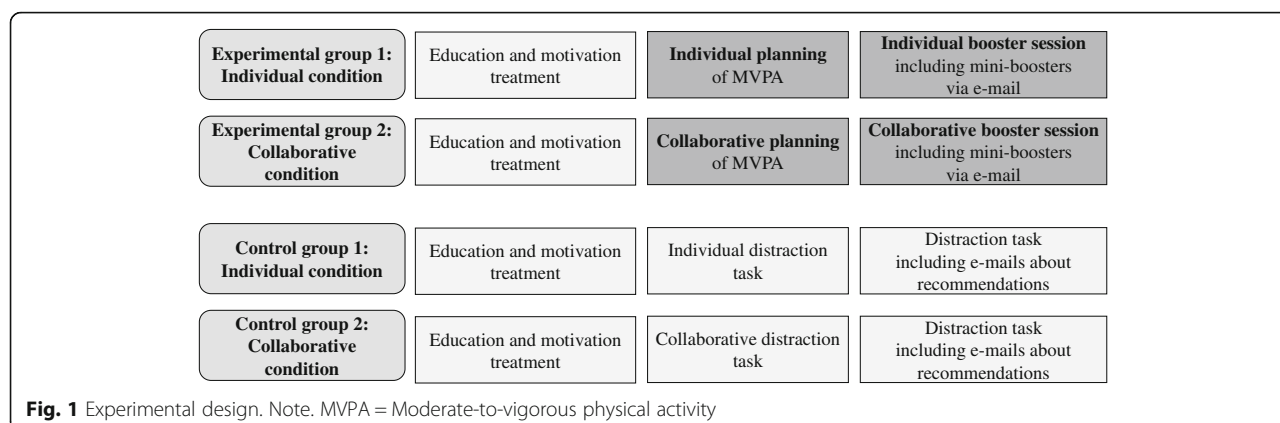 Experimental group 1:
Individual condition
Education and motivation
treatment
Individual planning
of MVPA
Individual booster session
including mini-boosters
via e-mail
Experimental group 2:
Collaborative
condition
Education and motivation
treatment
Collaborative planning
of MVPA
Collaborative booster session
including mini-boosters
via e-mail
Control group 1:
Individual condition
Education and motivation
treatment
Individual distraction
task
Distraction task
including e-mails about
recommendations
Control group 2:
Collaborative
condition
Education and motivation
treatment
Collaborative distraction
task
Distraction task
including e-mails about
recommendations
Fig. 1 Experimental design. Note. MVPA = Moderate-to-vigorous physical activity